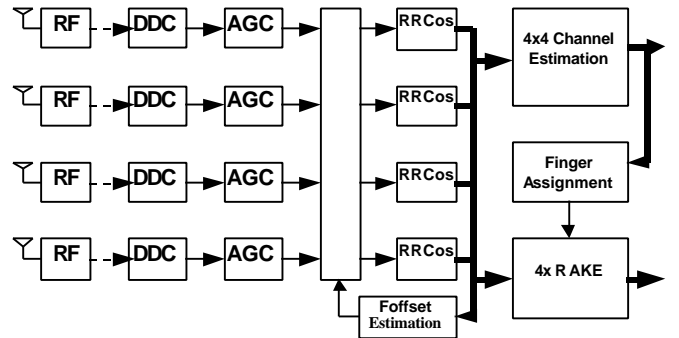 RF DDC AGC RRCos
4x4 Channel
Estimation
RF DDC AGC RRCos
RF DDC AGC RRCos
Finger
Assignment
RF DDC AGC RRCos
4x R AKE
Foffset
Estimation